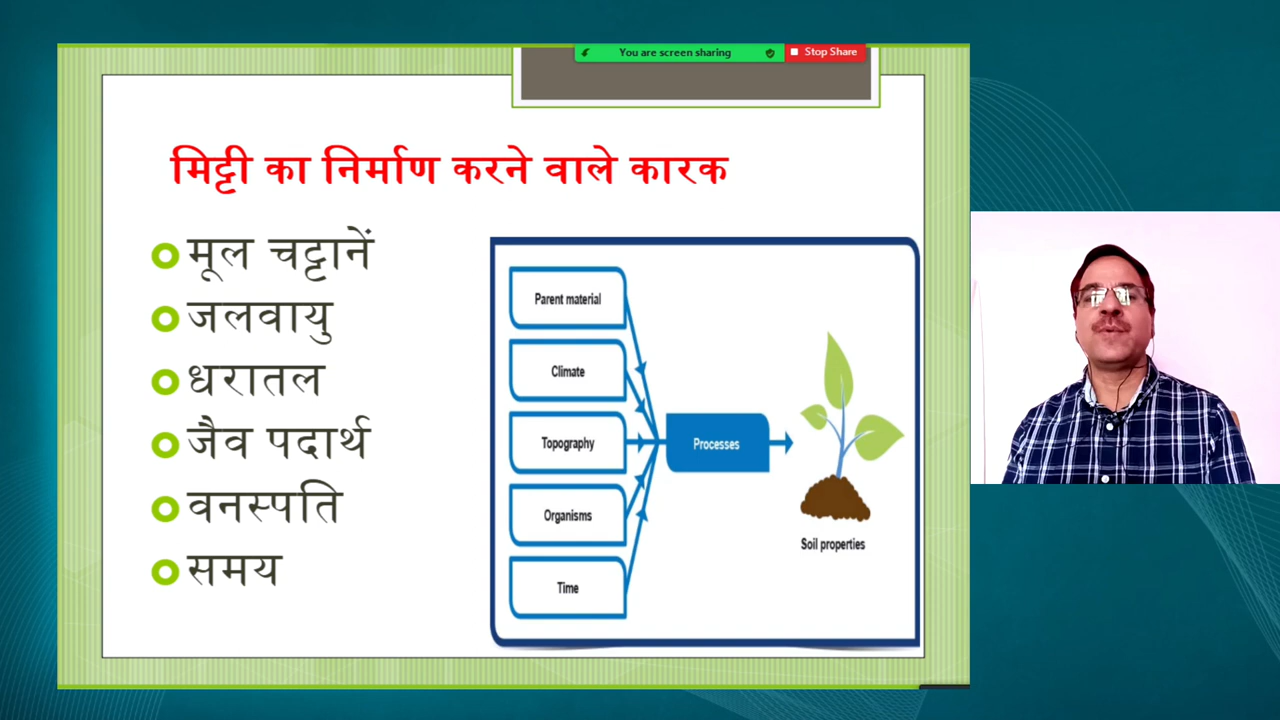 You are screen sharing
Stop Share
मिट्टी का निर्माण करने वाले कारक
मूल चट्टानें
जलवायु
धरातल
जैव पदार्थ
वनस्पति
समय
Parent material
Climate
Topography
Organisms
Time
Processes
Soil properties